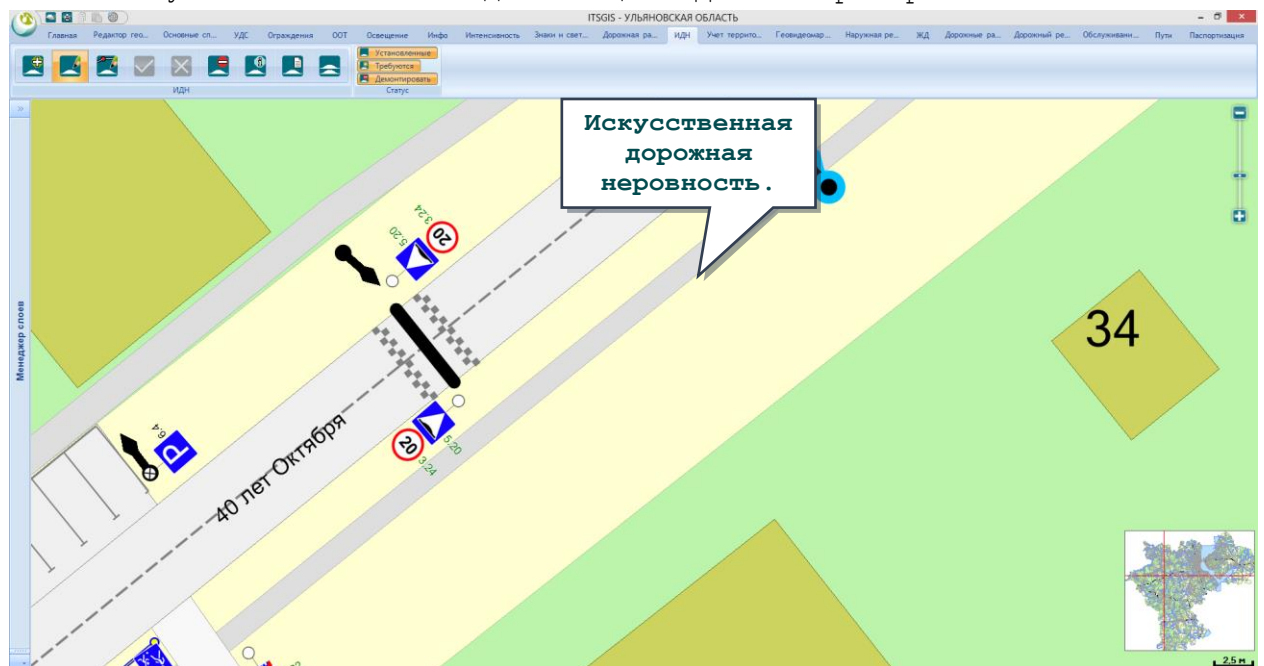 ITSGIS - УЛЬЯНОВСКАЯ ОБЛАСТЬ
Главная Редактор гео... Основные сл... УДС Ограждения ООТ Освещение Инфо Интенсивность Знаки и свет... Дорожная ра... ИДН Учет террито... Геовидеомар... Наружная ре... ЖД Дорожные ра... Дорожный ре... Обслуживани... Пути Паспортизация
Установленные
Требуются
Демонтировать
ИДН Статус
Искусственная
дорожная
неровность.
Менеджер слоев
3.24
5.20
20
34
6.4
P
40 лет Октября
20
5.20
3.24
2,5 м